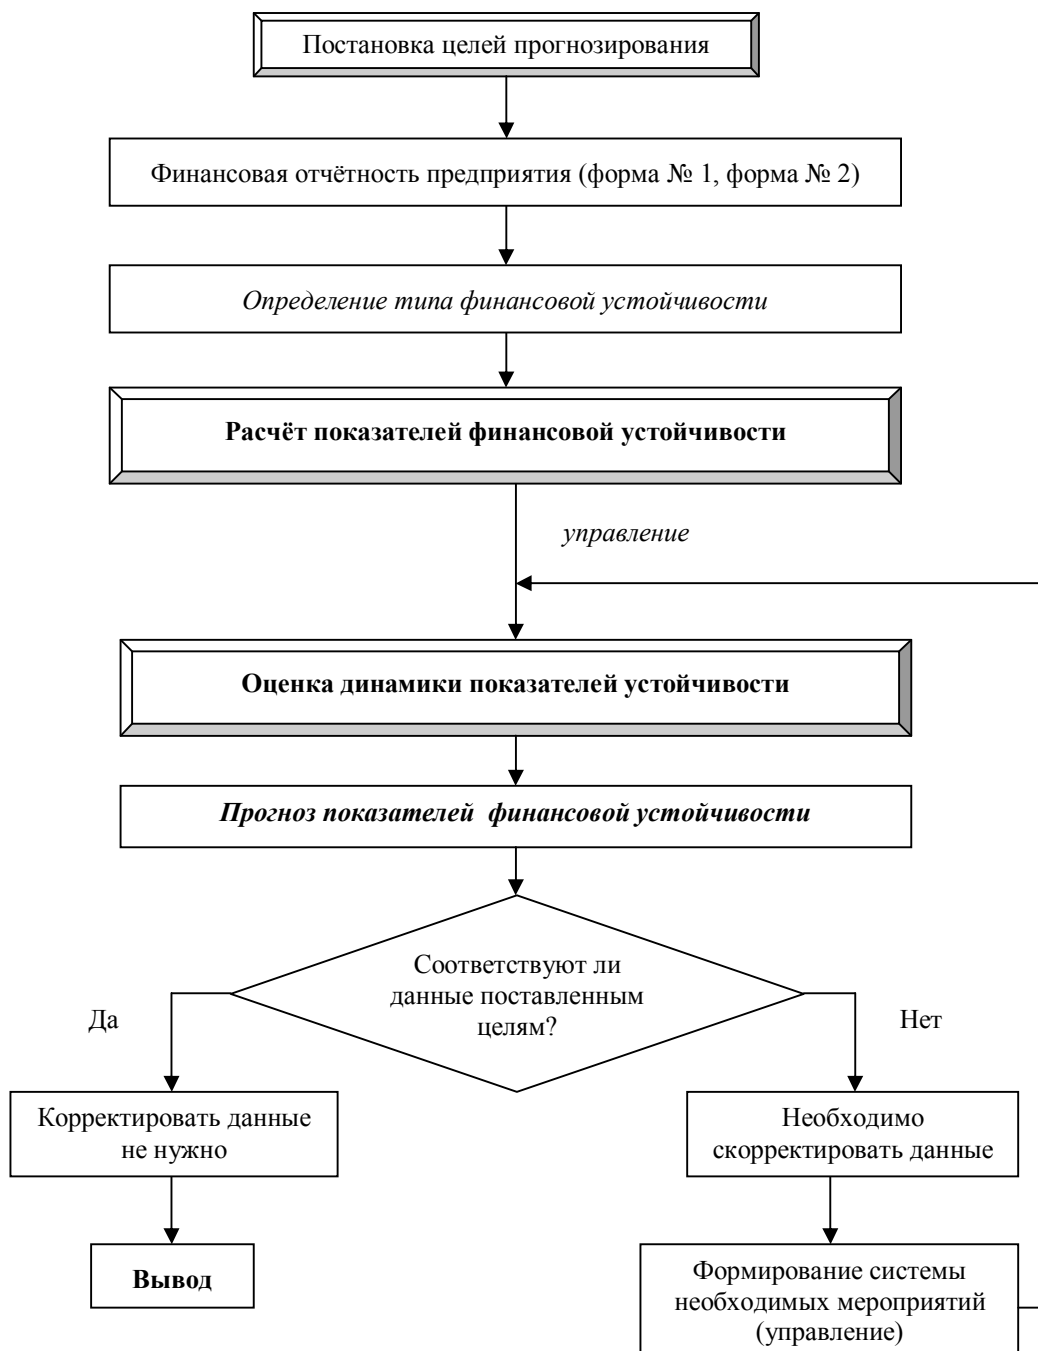 Постановка целей прогнозирования
Финансовая отчётность предприятия (форма № 1, форма № 2)
Определение типа финансовой устойчивости
Расчёт показателей финансовой устойчивости
управление
Оценка динамики показателей устойчивости
Прогноз показателей финансовой устойчивости
Соответствуют ли
данные поставленным
целям?
Да
Нет
Корректировать данные
не нужно
Необходимо
скорректировать данные
Вывод
Формирование системы
необходимых мероприятий
(управление)